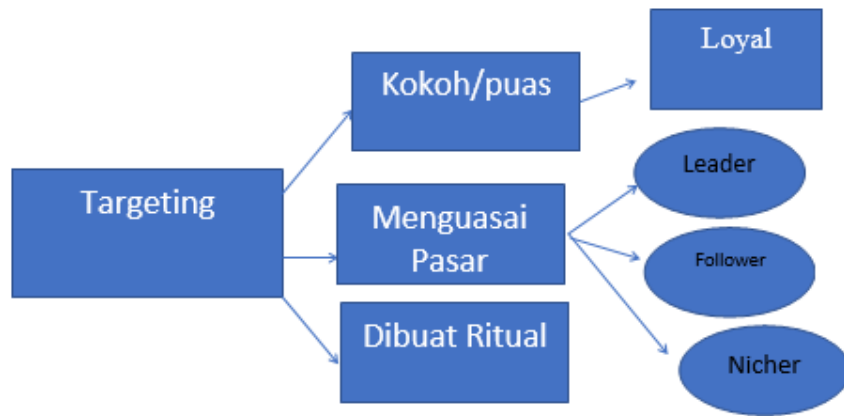 Targeting
Kokoh/puas
Loyal
Menguasai
Pasar
Leader
Follower
Nicher
Dibuat Ritual